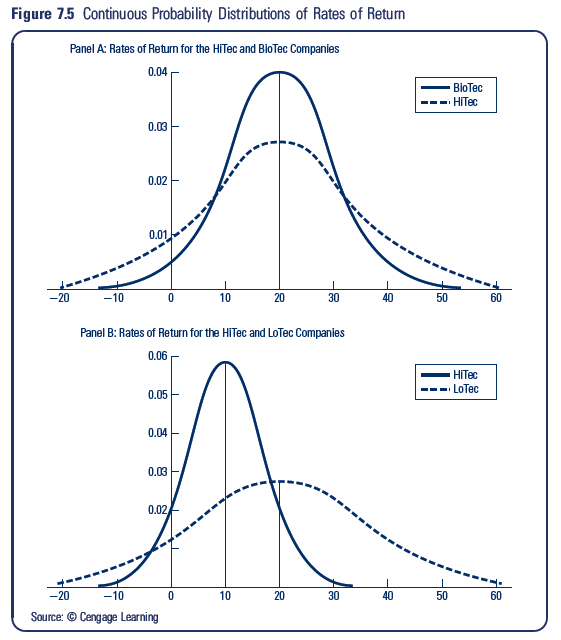 Figure 7.5 Continuous Probability Distributions of Rates of Return
Panel A: Rates of Return for the HiTec and BioTec Companies
0.04
BioTec
HiTec
0.03
0.02
0.01
−20 −10 0 10 20 30 40 50 60
Panel B: Rates of Return for the HiTec and LoTec Companies
0.06
HiTec
LoTec
0.05
0.04
0.03
0.02
−20 −10 0 10 20 30 40 50 60
Source: © Cengage Learning